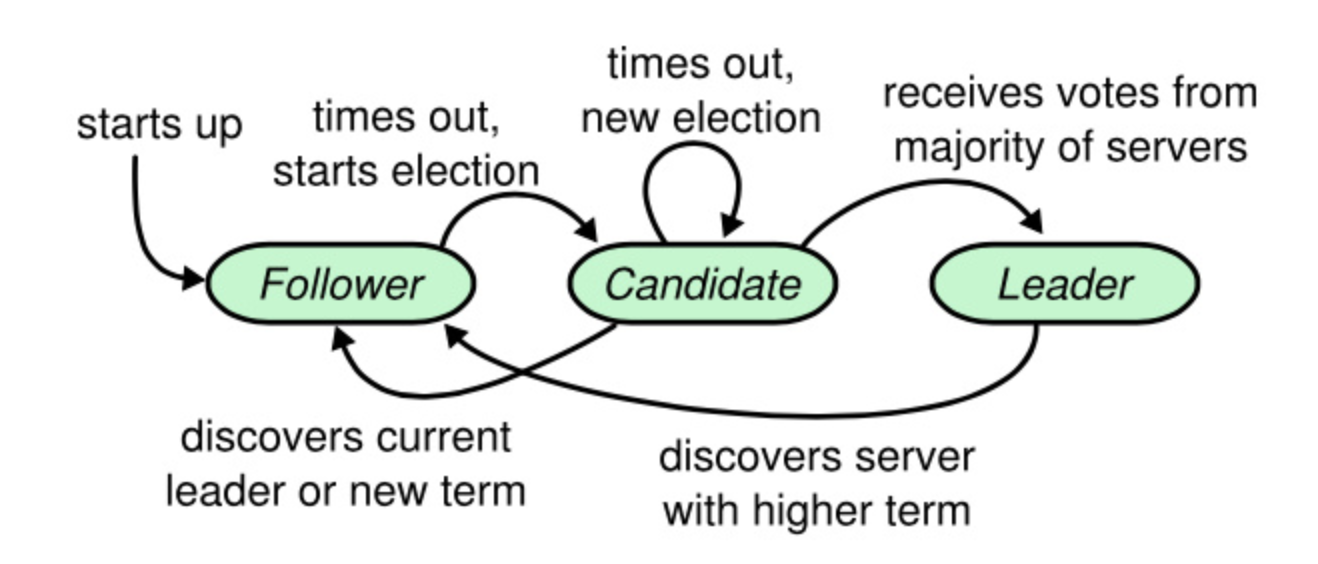 starts up
times out,
starts election
times out,
new election
receives votes from
majority of servers
Follower
Candidate
Leader
discovers current
leader or new term
discovers server
with higher term